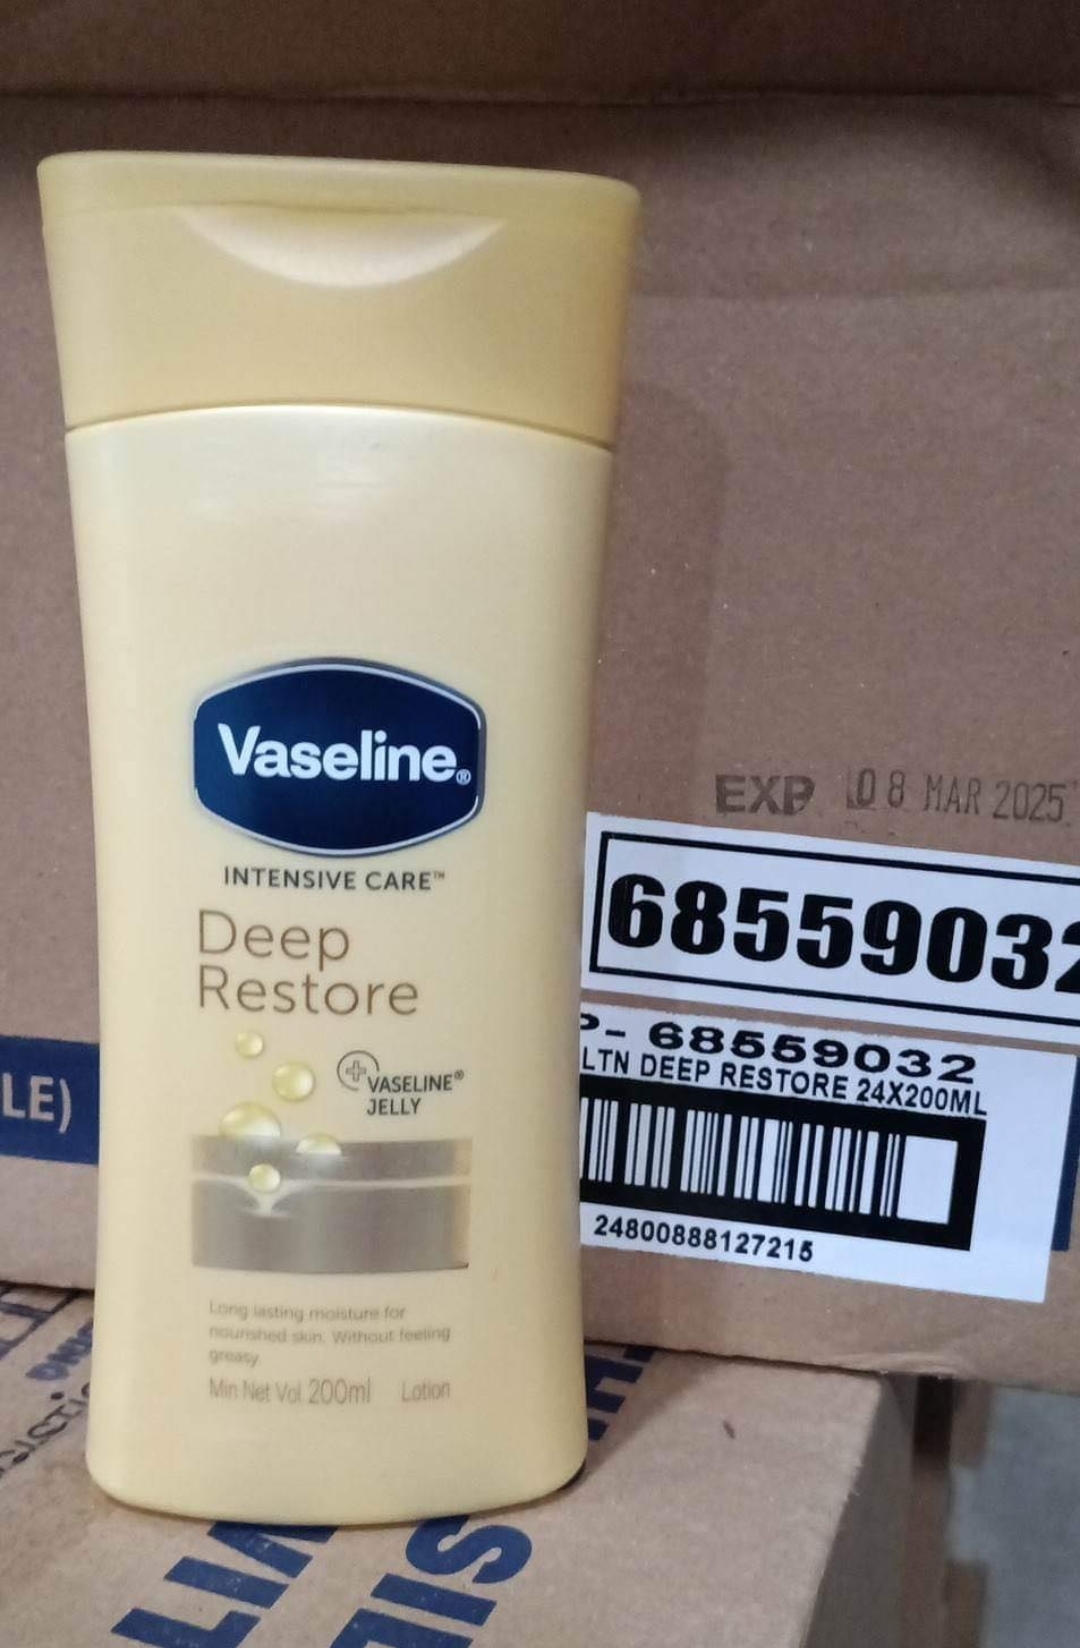 Vaseline®
INTENSIVE CARE™
Deep
Restore
VASELINE®
JELLY
Long lasting moisture for
nourished skin. Without feeling
greasy
Min Net Vol 200ml Lotion
EXP 08 MAR 2025
68559032
P- 68559032
LTN DEEP RESTORE 24X200ML
24800888127215
LE)